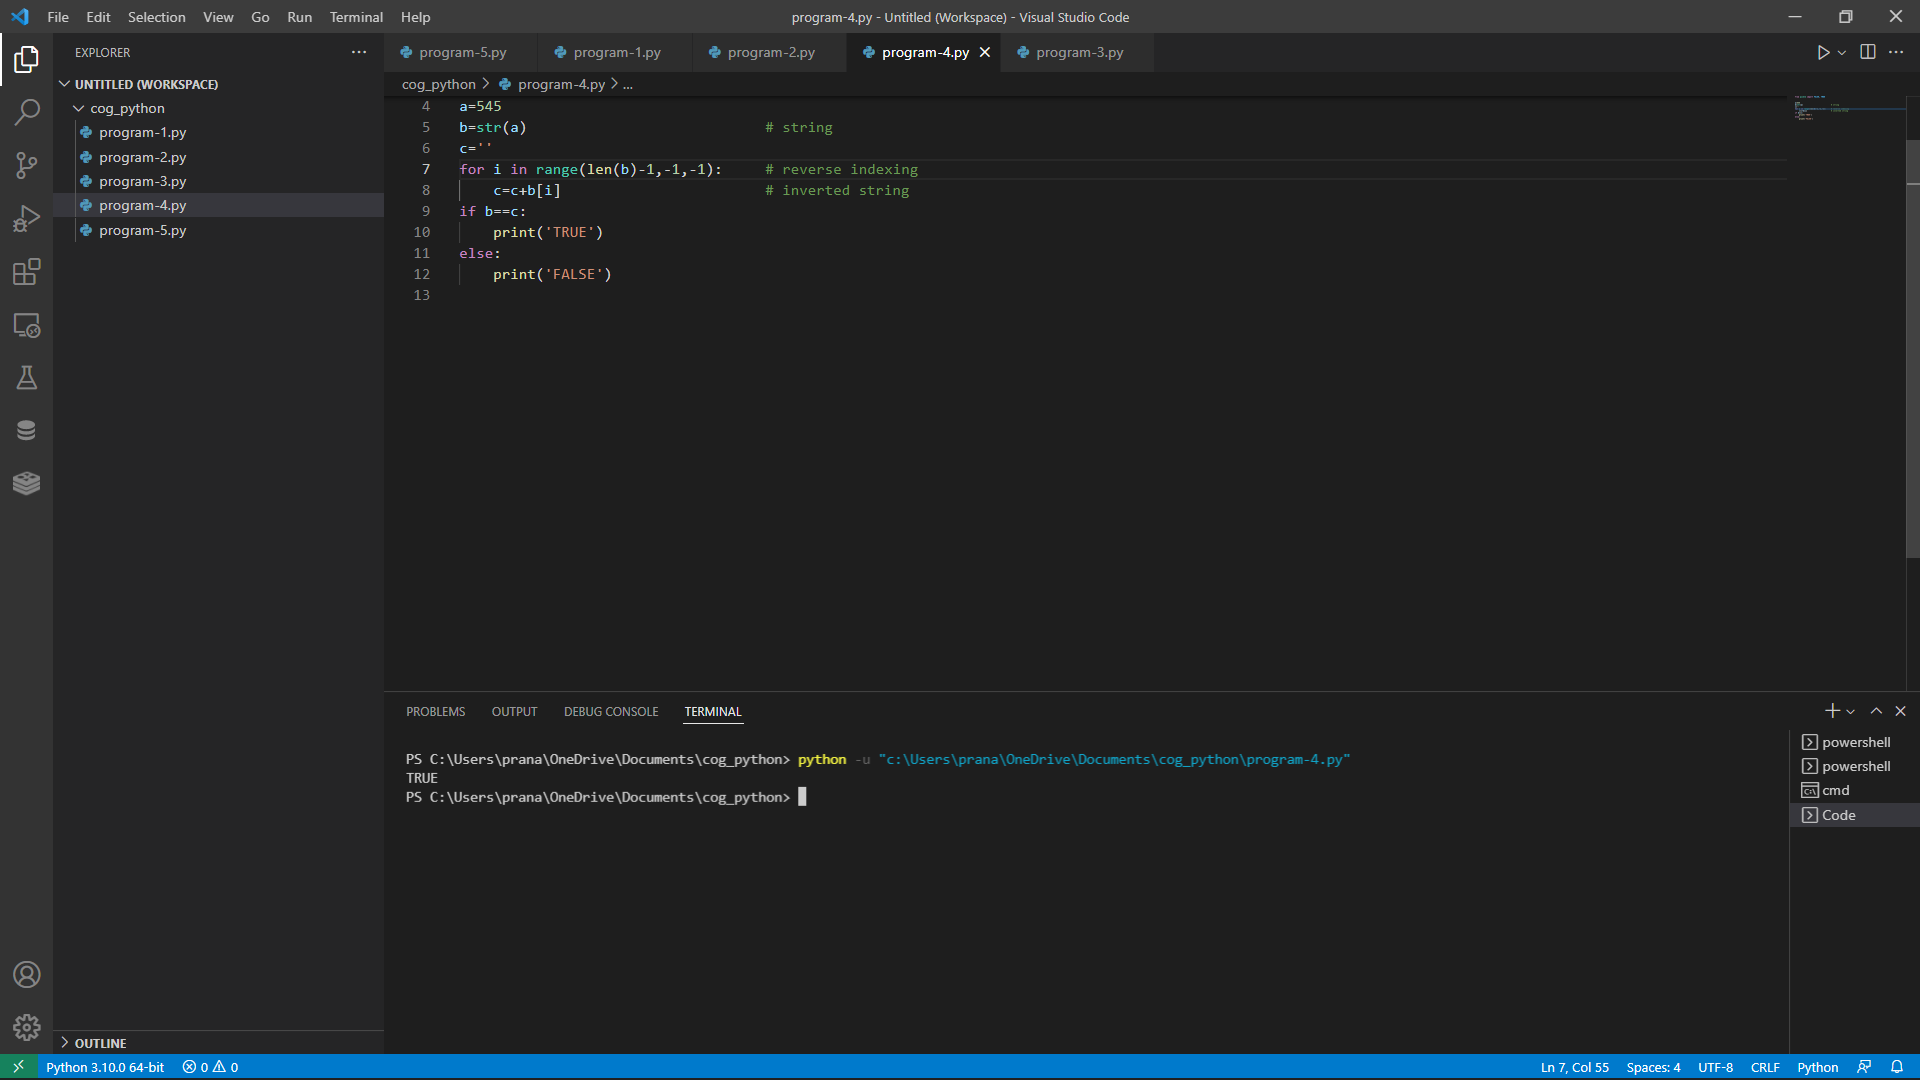 File Edit Selection View Go Run Terminal Help
program-4.py - Untitled (Workspace) - Visual Studio Code
EXPLORER
UNTITLED (WORKSPACE)
cog_python
program-1.py
program-2.py
program-3.py
program-4.py
program-5.py
OUTLINE
program-5.py program-1.py program-2.py program-4.py program-3.py
cog_python > program-4.py > ...
4 a=545
5 b=str(a) # string
6 c=''
7 for i in range(len(b)-1,-1,-1): # reverse indexing
8 c=c+b[i] # inverted string
9 if b==c:
10 print('TRUE')
11 else:
12 print('FALSE')
13
PROBLEMS OUTPUT DEBUG CONSOLE TERMINAL
PS C:\Users\prana\OneDrive\Documents\cog_python> python -u "c:\Users\prana\OneDrive\Documents\cog_python\program-4.py"
TRUE
PS C:\Users\prana\OneDrive\Documents\cog_python>
powershell
powershell
cmd
Code
Python 3.10.0 64-bit 0 0 Ln 7, Col 55 Spaces: 4 UTF-8 CRLF Python